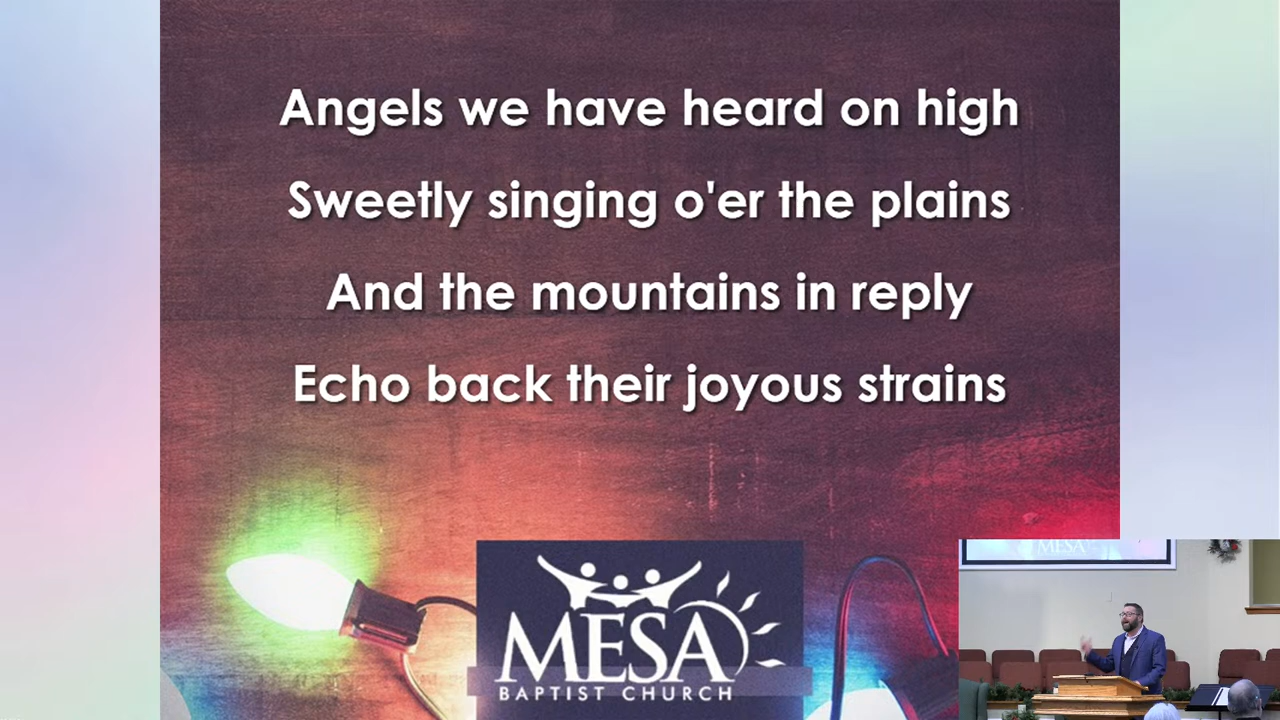 Angels we have heard on high
Sweetly singing o'er the plains
And the mountains in reply
Echo back their joyous strains
MESA
BAPTIST CHURCH
MESA